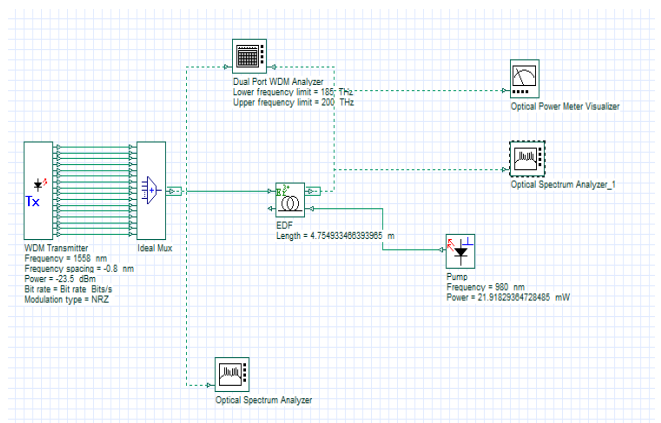 Dual Port WDM Analyzer
Lower frequency limit = 185 THz
Upper frequency limit = 200 THz
Optical Power Meter Visualizer
Optical Spectrum Analyzer_1
Tx
WDM Transmitter
Frequency = 1558 nm
Frequency spacing = -0.8 nm
Power = -23.5 dBm
Bit rate = Bit rate Bits/s
Modulation type = NRZ
Ideal Mux
EDF
Length = 4.754933466393965 m
Pump
Frequency = 980 nm
Power = 21.91829364728485 mW
Optical Spectrum Analyzer